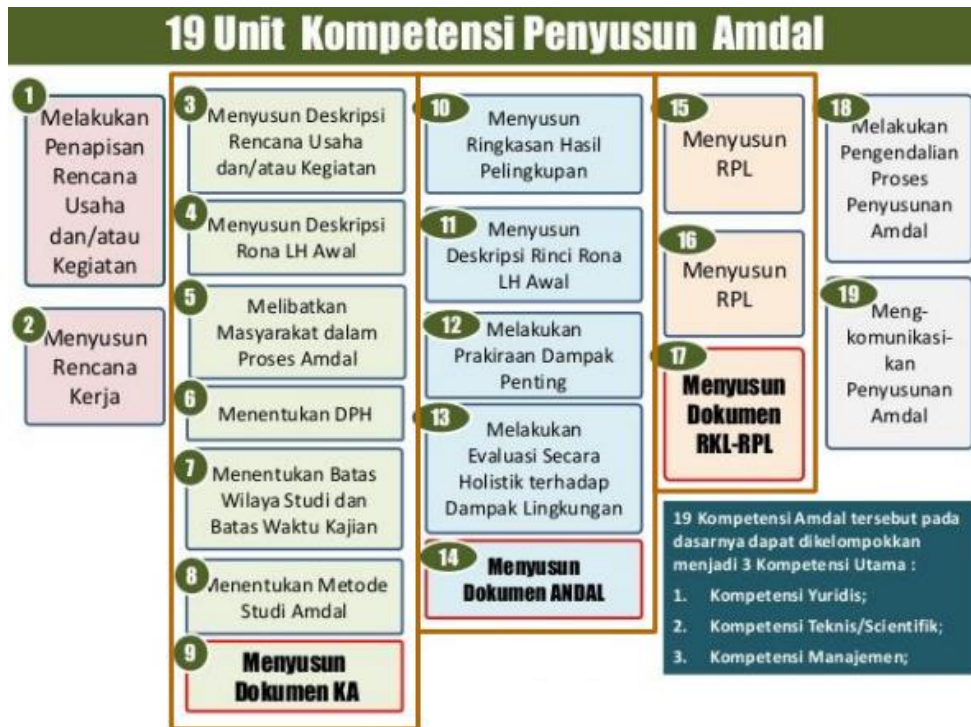 19 Unit Kompetensi Penyusun Amdal
1
Melakukan
Penapisan
Rencana
Usaha
dan/atau
Kegiatan
2
Menyusun
Rencana
Kerja
3
Menyusun Deskripsi
Rencana Usaha
dan/atau Kegiatan
4
Menyusun Deskripsi
Rona LH Awal
5
Melibatkan
Masyarakat dalam
Proses Amdal
6
Menentukan DPH
7
Menentukan Batas
Wilaya Studi dan
Batas Waktu Kajian
8
Menentukan Metode
Studi Amdal
9
Menyusun
Dokumen KA
10
Menyusun
Ringkasan Hasil
Pelingkupan
11
Menyusun
Deskripsi Rinci Rona
LH Awal
12
Melakukan
Prakiraan Dampak
Penting
13
Melakukan
Evaluasi Secara
Holistik terhadap
Dampak Lingkungan
14
Menyusun
Dokumen ANDAL
15
Menyusun
RPL
16
Menyusun
RPL
17
Menyusun
Dokumen
RKL-RPL
18
Melakukan
Pengendalian
Proses
Penyusunan
Amdal
19
Meng-
komunikasi-
kan
Penyusunan
Amdal
19 Kompetensi Amdal tersebut pada
dasarnya dapat dikelompokkan
menjadi 3 Kompetensi Utama :
1. Kompetensi Yuridis;
2. Kompetensi Teknis/Scientifik;
3. Kompetensi Manajemen;